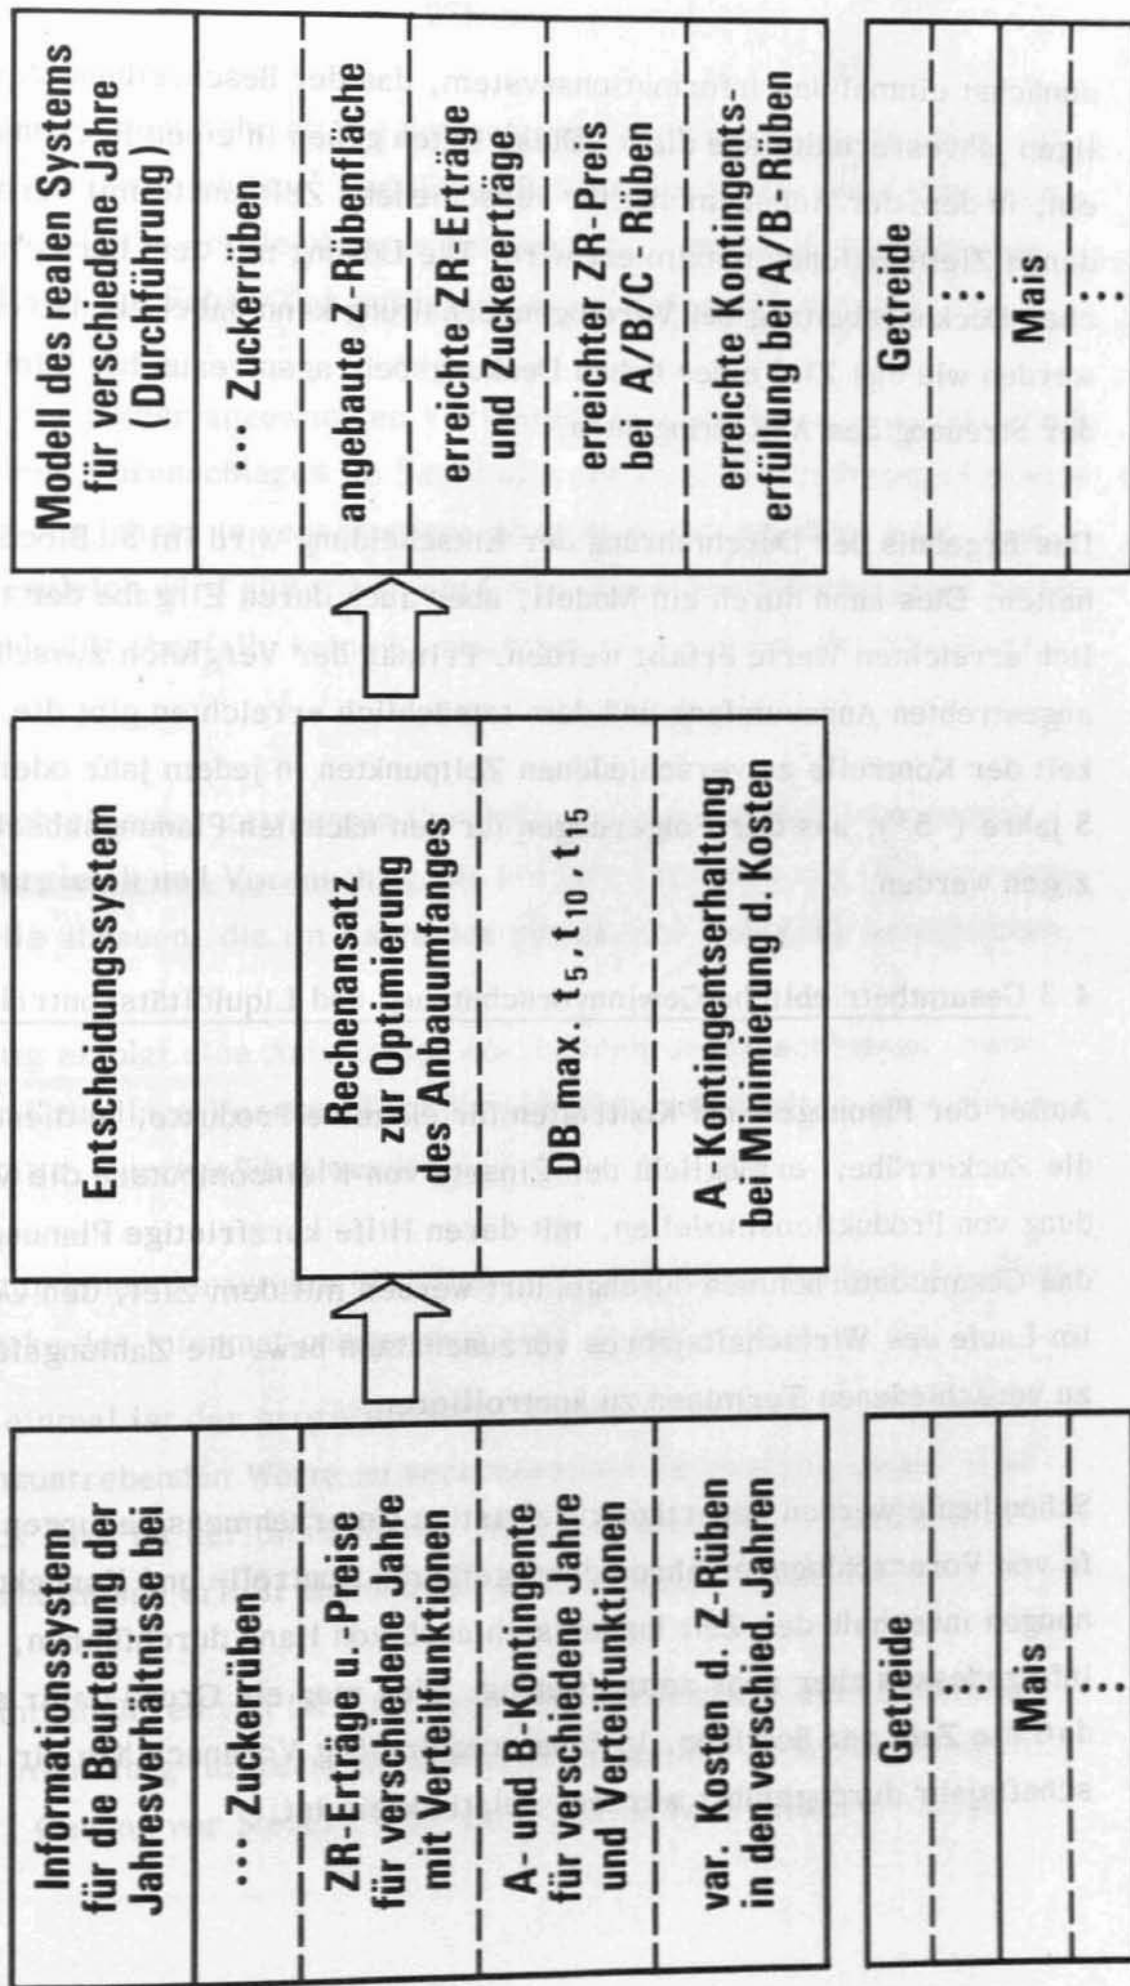 Informationssystem
für die Beuteilung der
Jahresverhältnisse bei
... Zuckerrüben
ZR-Erträge u. Preise
für verschiedene Jahre
mit Verteilfunktionen
A- und B-Kontingente
für verschiedene Jahre
und Verteilfunktionen
var. Kosten d. Z-Rüben
in den verschied. Jahren
Getreide
...
Mais
...
Entscheidungssystem
Rechenansatz
zur Optimierung
des Anbauumfanges
DB max. t5, t10, t15
A-Kontingentserhaltung
bei Minimierung d. Kosten
Modell des realen Systems
für verschiedene Jahre
(Durchführung)
... Zuckerrüben
angebaute -Rübenfläche
erreichte ZR-Erträge
und Zuckererträge
erreichter ZR-Preis
bei A/B/C Rüben
erreichte Kontingents-
erfüllung bei A/B Rüben
Getreide
...
Mais
...